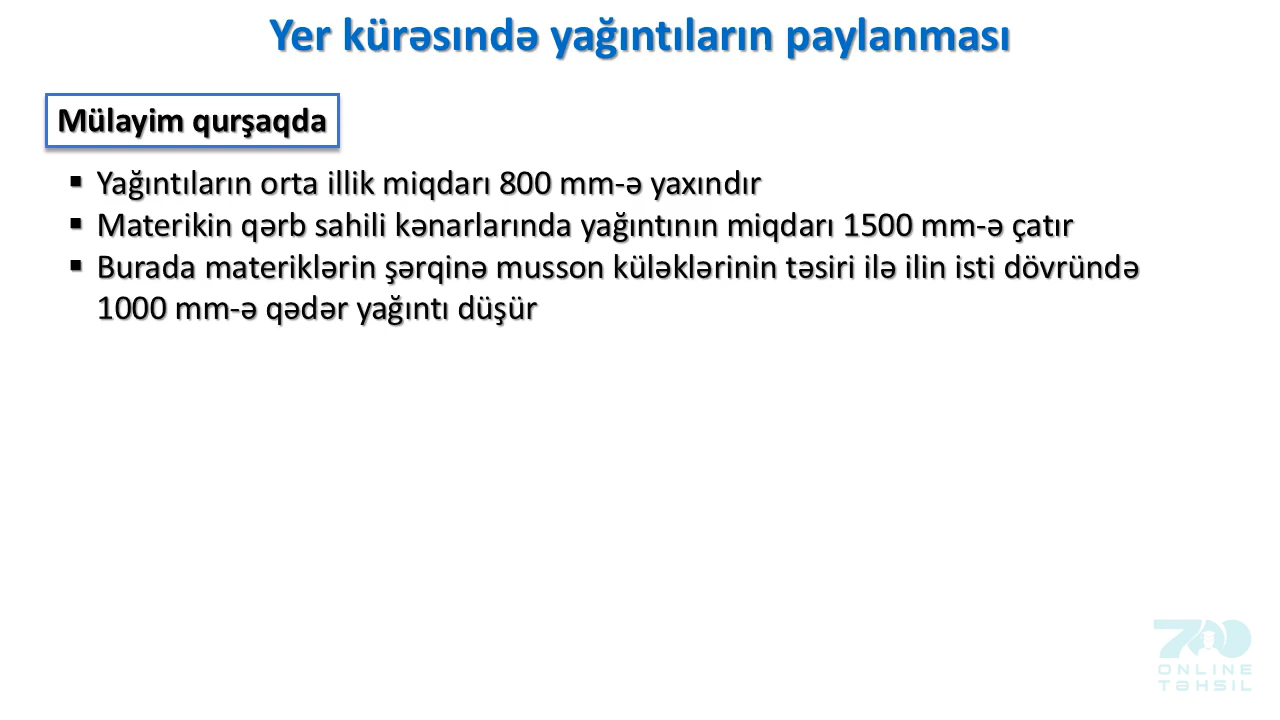 Yer kürəsində yağıntıların paylanması
Mülayim qurşaqda
▪ Yağıntıların orta illik miqdarı 800 mm-ə yaxındır
▪ Materikin qərb sahili kənarlarında yağıntının miqdarı 1500 mm-ə çatır
▪ Burada materiklərin şərqinə musson küləklərinin təsiri ilə ilin isti dövründə
1000 mm-ə qədər yağıntı düşür
700
ONLINE
TƏHSIL